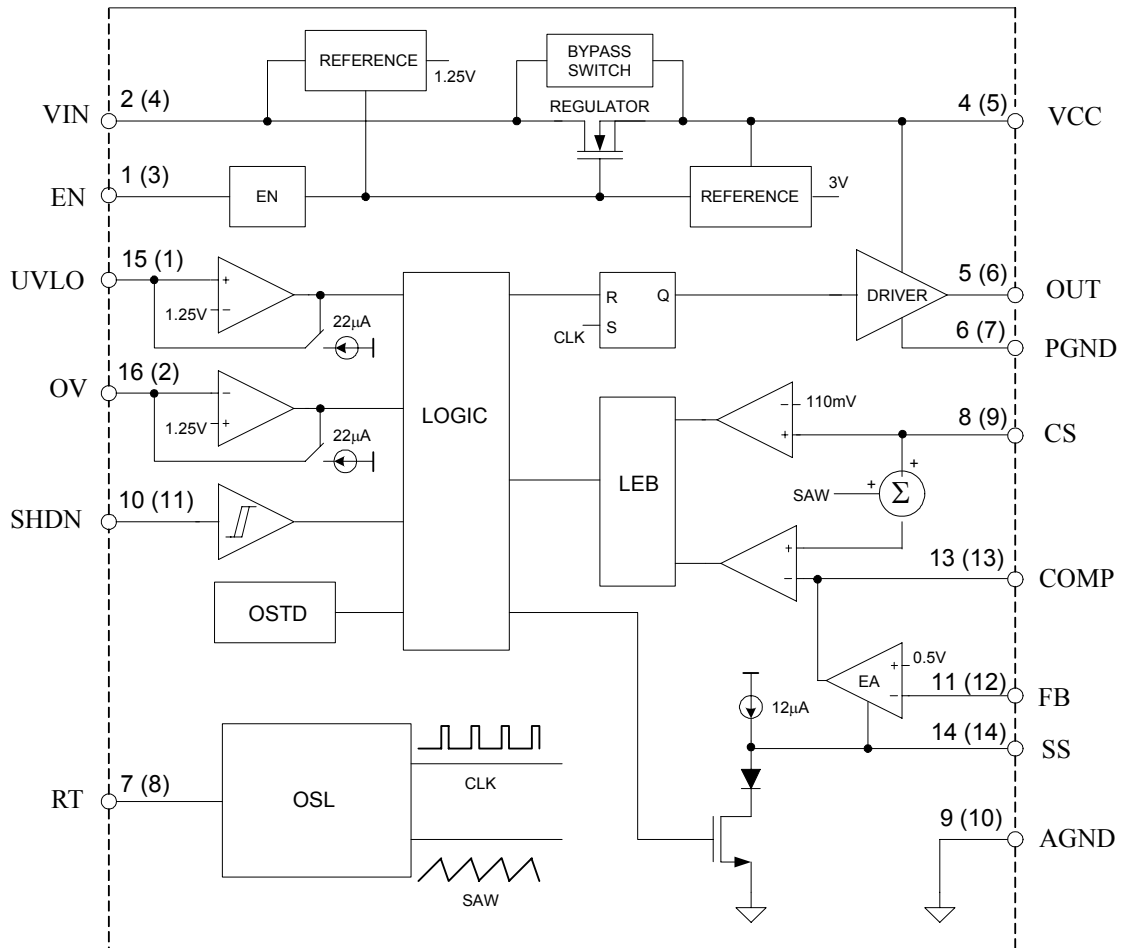 BYPASS
SWITCH
REFERENCE
1.25V
2 (4)
REGULATOR
4 (5)
VIN
VCC
1 (3)
EN
EN
REFERENCE
3V
15 (1)
UVLO
+
1.25V
−
22µA
R
Q
S
CLK
DRIVER
5 (6)
OUT
6 (7)
PGND
16 (2)
OV
−
1.25V
+
22µA
LOGIC
−
110mV
+
8 (9)
CS
LEB
+
+
SAW
Σ
10 (11)
SHDN
+
−
13 (13)
COMP
OSTD
+
0.5V
EA
−
11 (12)
FB
12µA
14 (14)
SS
7 (8)
RT
OSL
CLK
SAW
9 (10)
AGND